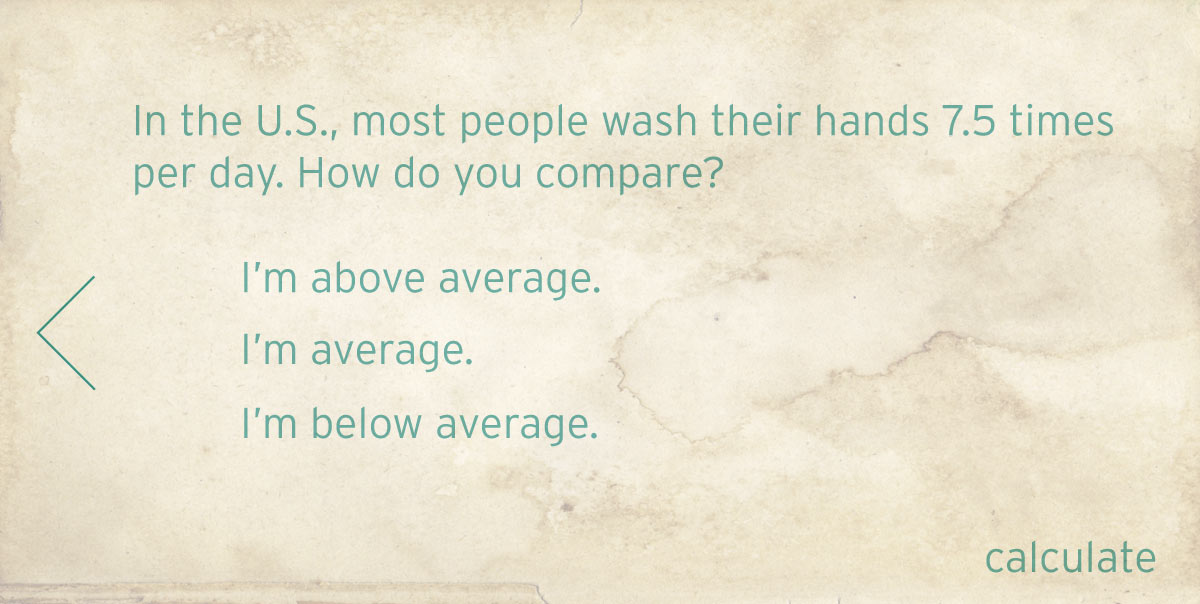 In the U.S., most people wash their hands 7.5 times
per day. How do you compare?
I’m above average.
I’m average.
I’m below average.
calculate